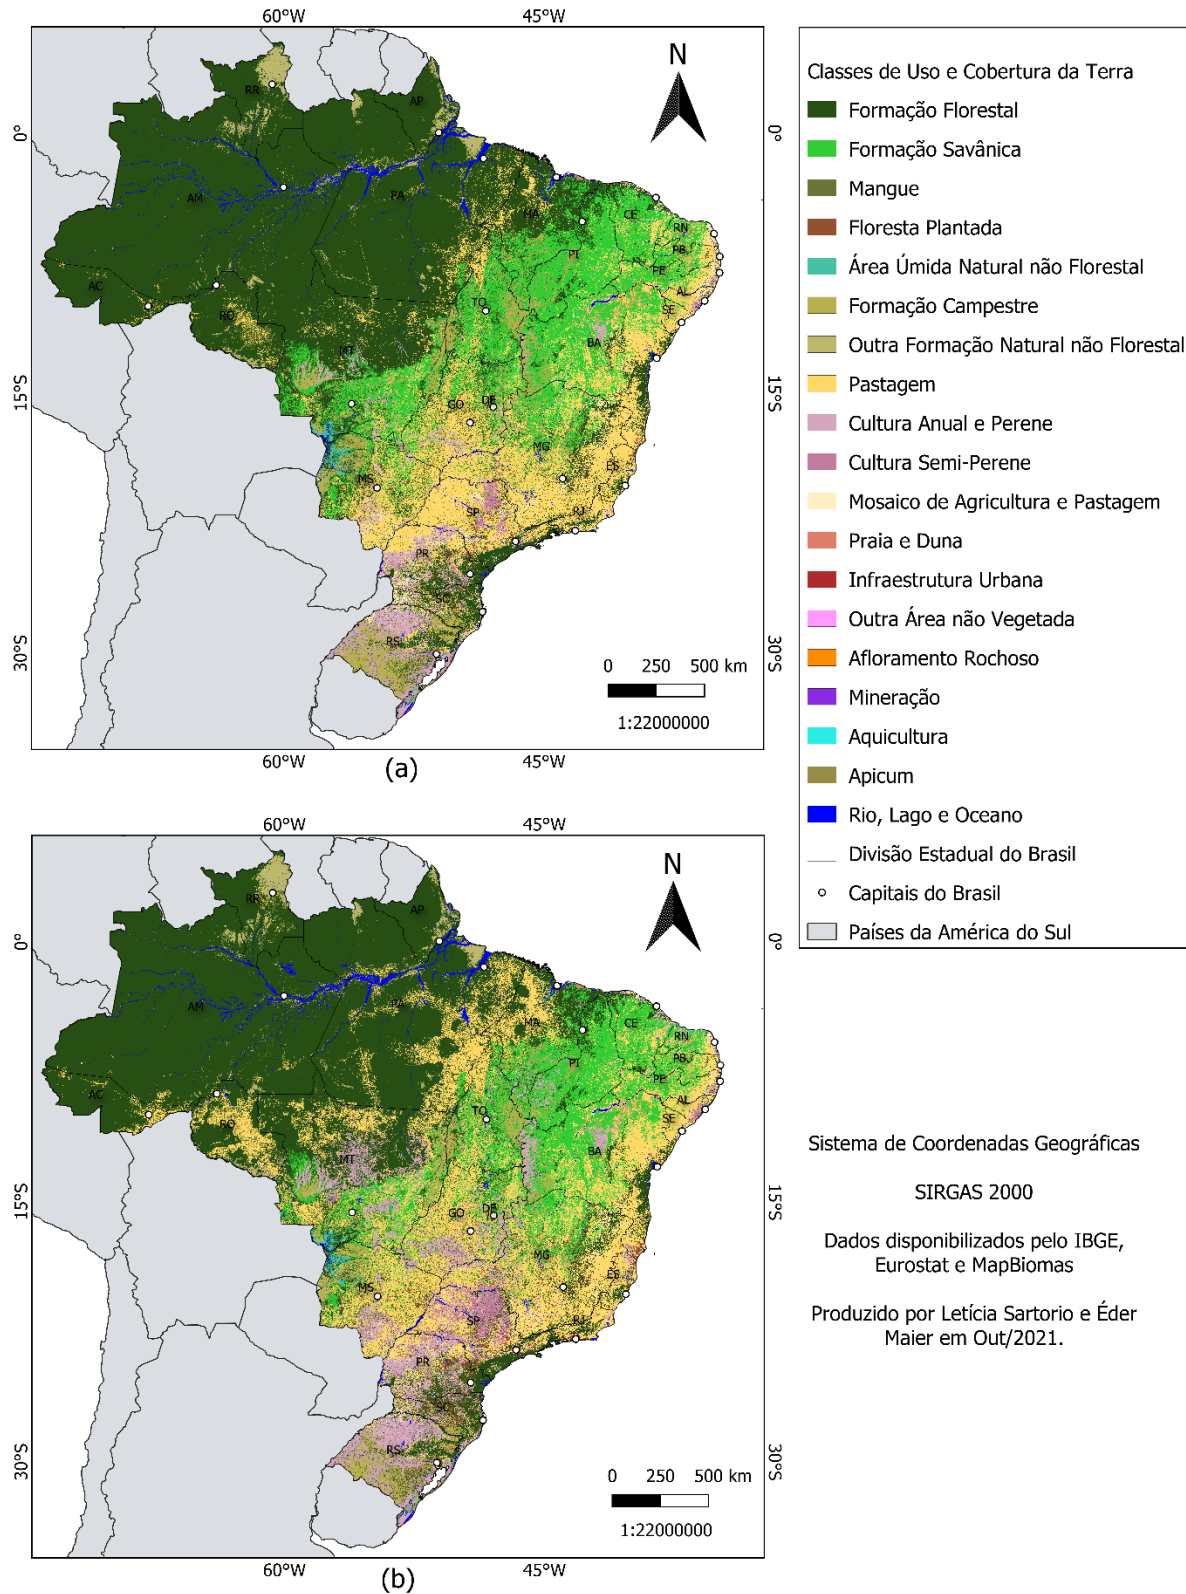 60°W
45°W
N
0°
0°
15°S
15°S
30°S
30°S
RR
AP
AM
PA
MA
CE
RN
PB
PE
AL
SE
PI
AC
RO
TO
BA
MT
GO
DF
MG
ES
MS
SP
RJ
PR
SC
RS
0 250 500 km
1:22000000
60°W
45°W
(a)
Classes de Uso e Cobertura da Terra
Formação Florestal
Formação Savânica
Mangue
Floresta Plantada
Área Úmida Natural não Florestal
Formação Campestre
Outra Formação Natural não Florestal
Pastagem
Cultura Anual e Perene
Cultura Semi-Perene
Mosaico de Agricultura e Pastagem
Praia e Duna
Infraestrutura Urbana
Outra Área não Vegetada
Afloramento Rochoso
Mineração
Aquicultura
Apicum
Rio, Lago e Oceano
Divisão Estadual do Brasil
Capitais do Brasil
Países da América do Sul
60°W
45°W
N
0°
0°
15°S
15°S
30°S
30°S
RR
AP
AM
PA
MA
CE
RN
PB
PE
AL
SE
PI
AC
RO
TO
BA
MT
GO
DF
MG
ES
MS
SP
RJ
PR
SC
RS
0 250 500 km
1:22000000
60°W
45°W
(b)
Sistema de Coordenadas Geográficas
SIRGAS 2000
Dados disponibilizados pelo IBGE,
Eurostat e MapBiomas
Produzido por Letícia Sartorio e Éder
Maier em Out/2021.